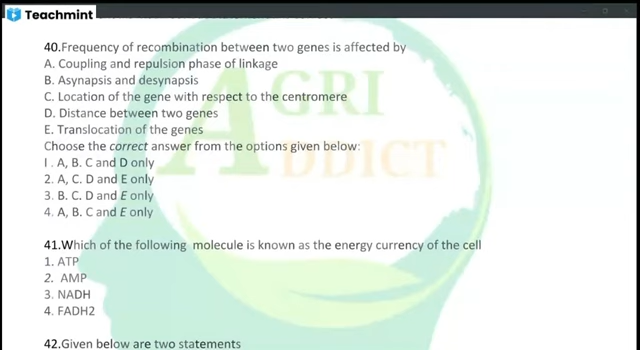 Teachmint
40.Frequency of recombination between two genes is affected by
A. Coupling and repulsion phase of linkage
B. Asynapsis and desynapsis
C. Location of the gene with respect to the centromere
D. Distance between two genes
E. Translocation of the genes
Choose the correct answer from the options given below:
I . A, B. C and D only
2. A, C. D and E only
3. B. C. D and E only
4. A, B. C and E only
AGRI
ADDICT
41.Which of the following molecule is known as the energy currency of the cell
1. ATP
2. AMP
3. NADH
4. FADH2
42.Given below are two statements